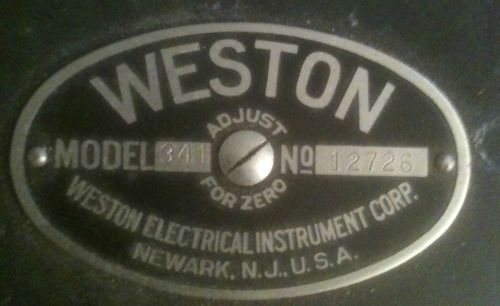 WESTON
ADJUST
MODEL 341 No 12726
FOR ZERO
WESTON ELECTRICAL INSTRUMENT CORP.
NEWARK, N.J., U.S.A.